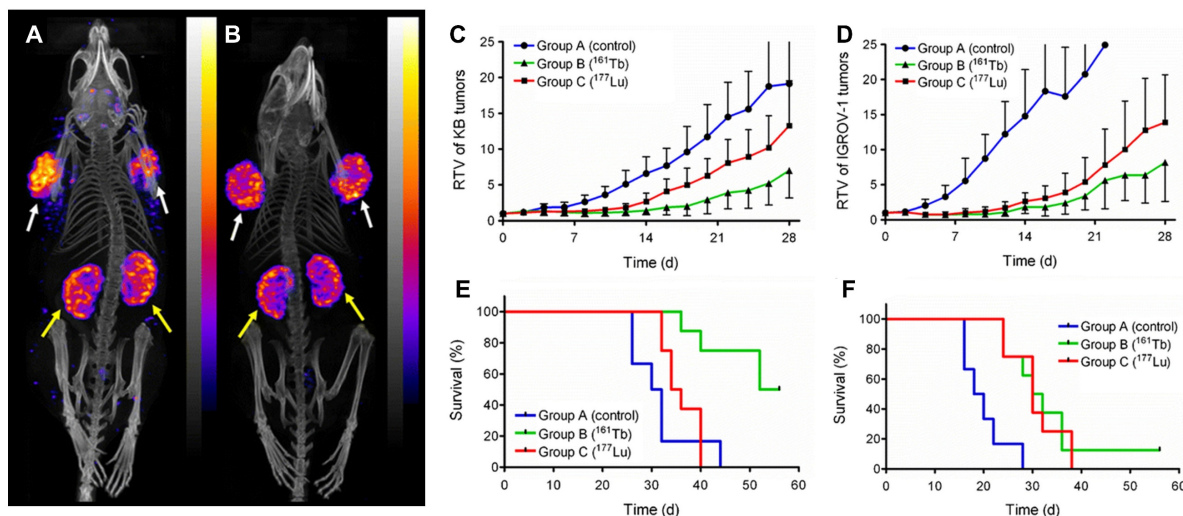 A
B
C
25
20
15
10
5
0
RTV of KB tumors
Group A (control)
Group B (¹⁶¹Tb)
Group C (¹⁷⁷Lu)
0 7 14 21 28
Time (d)
D
25
20
15
10
5
0
RTV of IGROV-1 tumors
Group A (control)
Group B (¹⁶¹Tb)
Group C (¹⁷⁷Lu)
0 7 14 21 28
Time (d)
E
100
80
60
40
20
0
Survival (%)
Group A (control)
Group B (¹⁶¹Tb)
Group C (¹⁷⁷Lu)
0 10 20 30 40 50 60
Time (d)
F
100
80
60
40
20
0
Survival (%)
Group A (control)
Group B (¹⁶¹Tb)
Group C (¹⁷⁷Lu)
0 10 20 30 40 50 60
Time (d)